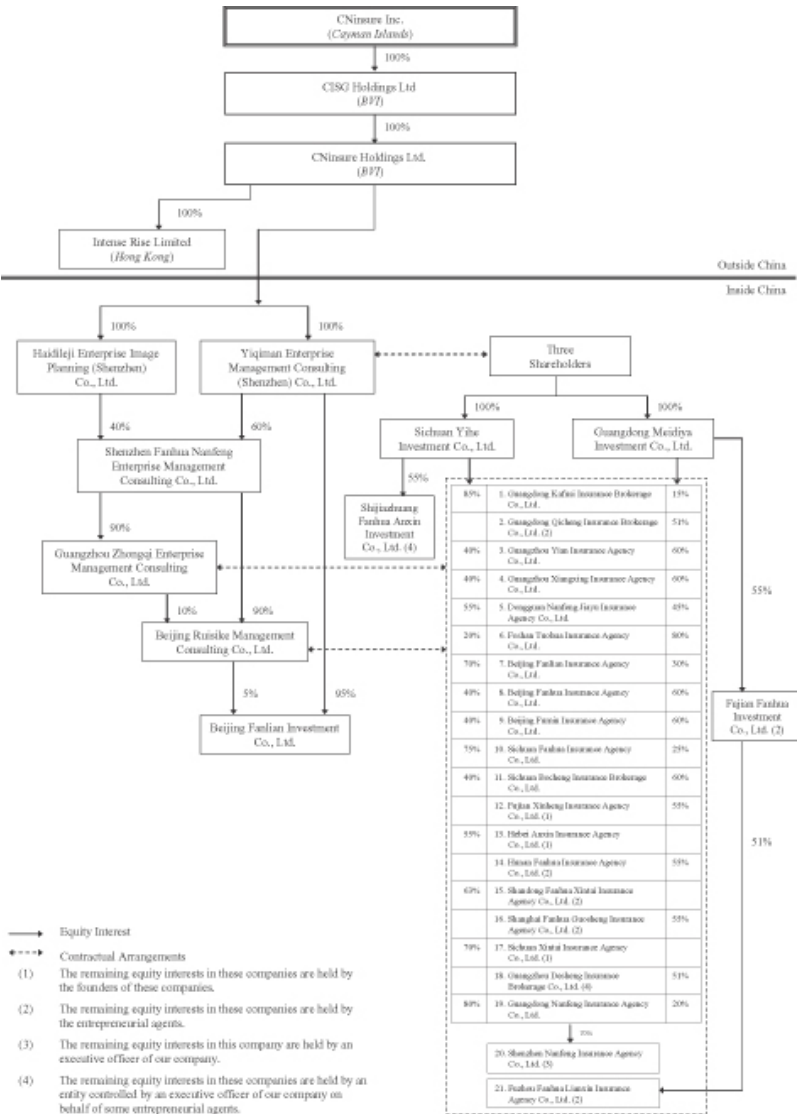 CNinsure Inc.
(Cayman Islands)
100%
CISG Holdings Ltd
(BVI)
100%
CNinsure Holdings Ltd.
(BVI)
100%
Intense Rise Limited
(Hong Kong)
Outside China
Inside China
100%
100%
Haidileji Enterprise Image
Planning (Shenzhen)
Co., Ltd.
Yiqiman Enterprise
Management Consulting
(Shenzhen) Co., Ltd.
Three
Shareholders
100%
100%
40%
60%
Sichuan Yihe
Investment Co., Ltd.
Guangdong Meidiya
Investment Co., Ltd.
Shenzhen Fanhua Nanfeng
Enterprise Management
Consulting Co., Ltd.
55%
Shijiazhuang
Fanhua Anxin
Investment
Co., Ltd. (4)
90%
Guangzhou Zhongqi Enterprise
Management Consulting
Co., Ltd.
10%
90%
Beijing Ruisike Management
Consulting Co., Ltd.
5%
95%
Beijing Fanlian Investment
Co., Ltd.
85% 1. Guangdong Kafusi Insurance Brokerage 15%
Co., Ltd.
2. Guangdong Qicheng Insurance Brokerage 51%
Co., Ltd. (2)
40% 3. Guangzhou Yian Insurance Agency 60%
Co., Ltd.
40% 4. Guangzhou Xiangxing Insurance Agency 60%
Co., Ltd.
55% 5. Dongguan Nanfeng Jiayu Insurance 45%
Agency Co., Ltd.
20% 6. Foshan Tuohua Insurance Agency 80%
Co., Ltd.
70% 7. Beijing Fanlian Insurance Agency 30%
Co., Ltd.
40% 8. Beijing Fanhua Insurance Agency 60%
Co., Ltd.
40% 9. Beijing Fumin Insurance Agency 60%
Co., Ltd.
75% 10. Sichuan Fanhua Insurance Agency 25%
Co., Ltd.
40% 11. Sichuan Bocheng Insurance Brokerage 60%
Co., Ltd.
12. Fujian Xinheng Insurance Agency 55%
Co., Ltd. (1)
55% 13. Hebei Anxin Insurance Agency
Co., Ltd. (1)
14. Hunan Fanhua Insurance Agency 55%
Co., Ltd. (2)
63% 15. Shandong Fanhua Xintai Insurance
Agency Co., Ltd. (2)
16. Shanghai Fanhua Guosheng Insurance 55%
Agency Co., Ltd. (2)
70% 17. Sichuan Xintai Insurance Agency
Co., Ltd. (1)
18. Guangzhou Desheng Insurance 51%
Brokerage Co., Ltd. (4)
80% 19. Guangdong Nanfeng Insurance Agency 20%
Co., Ltd.
20. Shenzhen Nanfeng Insurance Agency
Co., Ltd. (3)
21. Fuzhou Fanhua Lianxin Insurance
Agency Co., Ltd. (2)
55%
Fujian Fanhua
Investment
Co., Ltd. (2)
51%
Equity Interest
Contractual Arrangements
(1) The remaining equity interests in these companies are held by
the founders of these companies.
(2) The remaining equity interests in these companies are held by
the entrepreneurial agents.
(3) The remaining equity interests in this company are held by an
executive officer of our company.
(4) The remaining equity interests in these companies are held by an
entity controlled by an executive officer of our company on
behalf of some entrepreneurial agents.